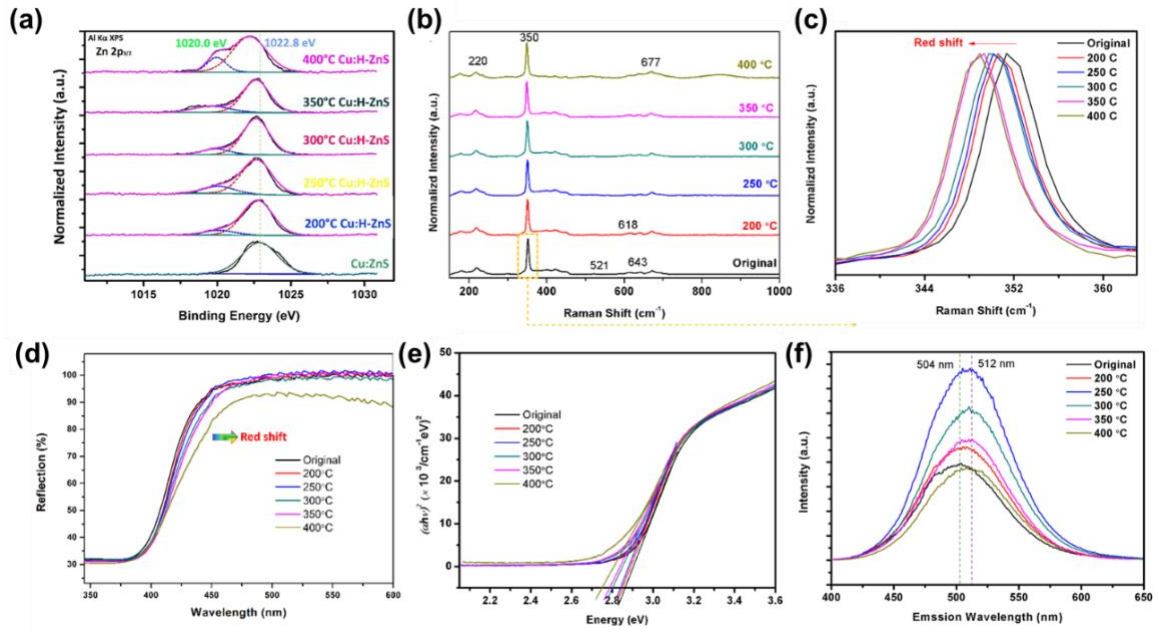 (a)
Al Kα XPS
Zn 2p3/2
1020.0 eV
1022.8 eV
400°C Cu:H-ZnS
350°C Cu:H-ZnS
300°C Cu:H-ZnS
250°C Cu:H-ZnS
200°C Cu:H-ZnS
Cu:ZnS
Normalized Intensity (a.u.)
1015 1020 1025 1030
Binding Energy (eV)
(b)
350
220
677
400 °C
350 °C
300 °C
250 °C
618
200 °C
521
643
Original
Normalizd Intensity (a.u.)
200 400 600 800 1000
Raman Shift (cm-1)
(c)
Red shift
Original
200 C
250 C
300 C
350 C
400 C
Normalized Intensity (a.u.)
336 344 352 360
Raman Shift (cm-1)
(d)
100
90
80
70
60
50
40
30
Reflection (%)
Red shift
Original
200°C
250°C
300°C
350°C
400°C
350 400 450 500 550 600
Wavelength (nm)
(e)
50
40
30
20
10
0
(αhν)2 (× 10 3/cm-1eV)2
Original
200°C
250°C
300°C
350°C
400°C
2.2 2.4 2.6 2.8 3.0 3.2 3.4 3.6
Energy (eV)
(f)
504 nm
512 nm
Original
200 °C
250 °C
300 °C
350 °C
400 °C
Intensity (a.u.)
400 450 500 550 600 650
Emssion Wavelength (nm)